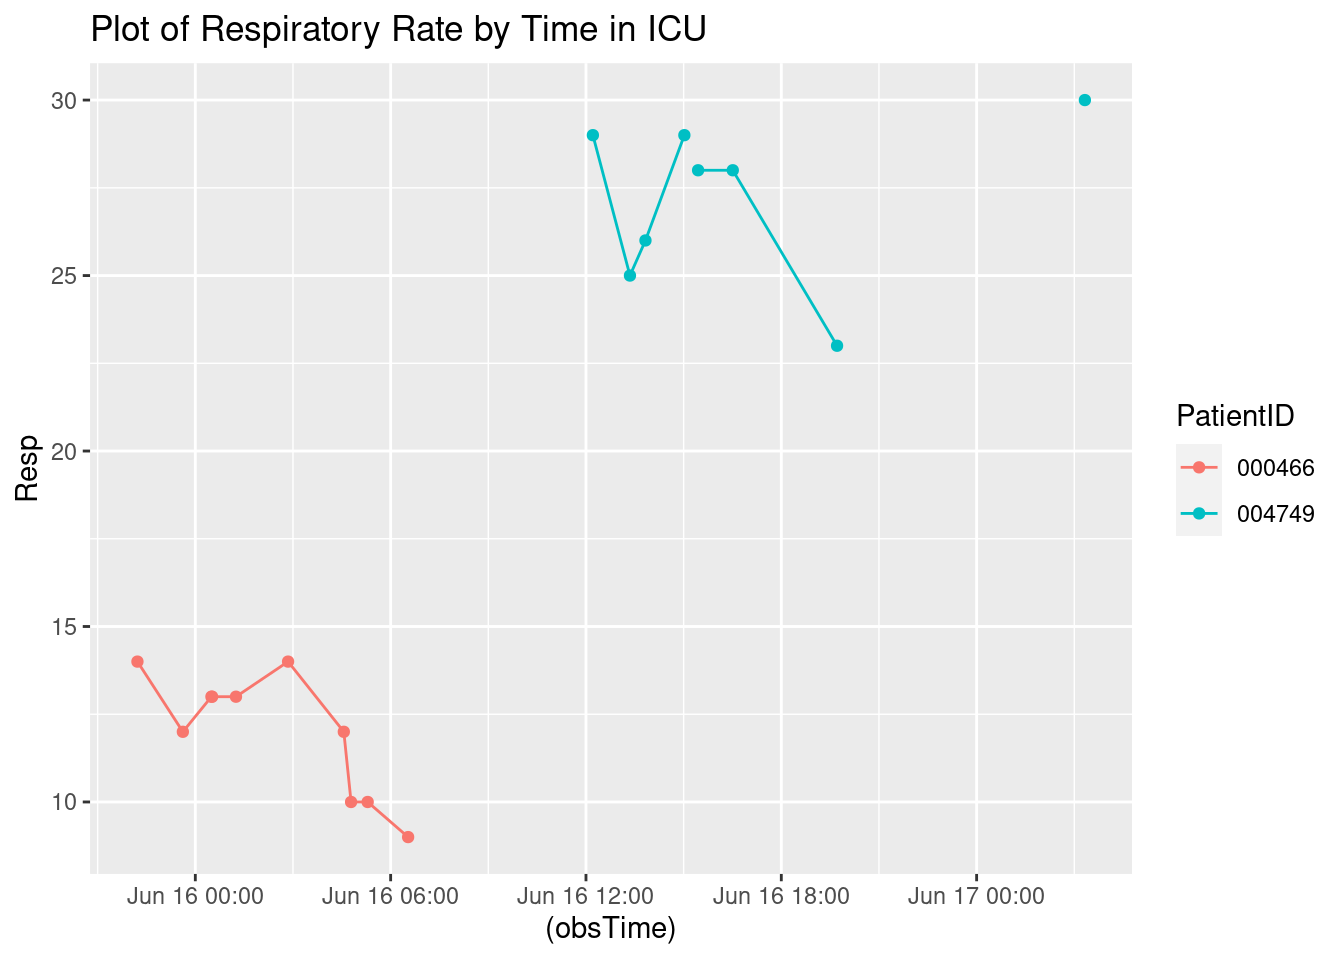 Plot of Respiratory Rate by Time in ICU
30
25
20
15
10
Resp
Jun 16 00:00 Jun 16 06:00 Jun 16 12:00 Jun 16 18:00 Jun 17 00:00
(obsTime)
PatientID
000466
004749